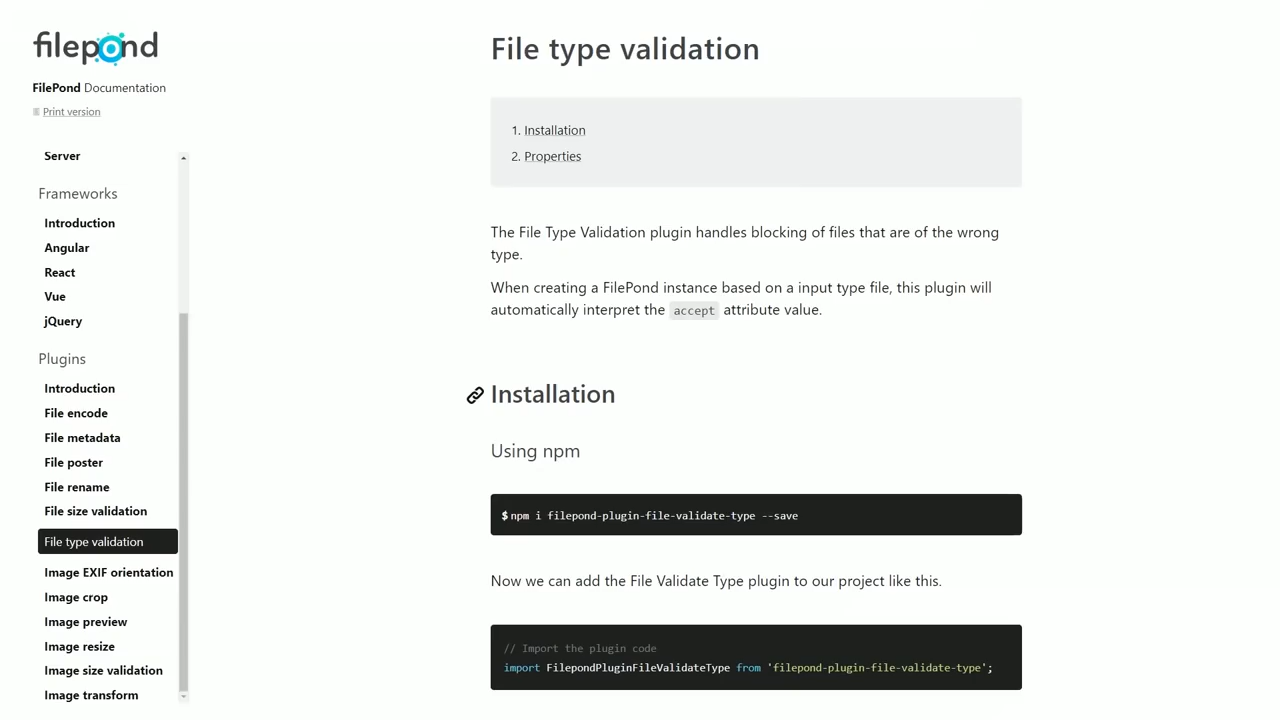 filepond
FilePond Documentation
Print version
Server
Frameworks
Introduction
Angular
React
Vue
jQuery
Plugins
Introduction
File encode
File metadata
File poster
File rename
File size validation
File type validation
Image EXIF orientation
Image crop
Image preview
Image resize
Image size validation
Image transform
File type validation
1. Installation
2. Properties
The File Type Validation plugin handles blocking of files that are of the wrong
type.
When creating a FilePond instance based on a input type file, this plugin will
automatically interpret the accept attribute value.
Installation
Using npm
$ npm i filepond-plugin-file-validate-type --save
Now we can add the File Validate Type plugin to our project like this.
// Import the plugin code
import FilepondPluginFileValidateType from 'filepond-plugin-file-validate-type';